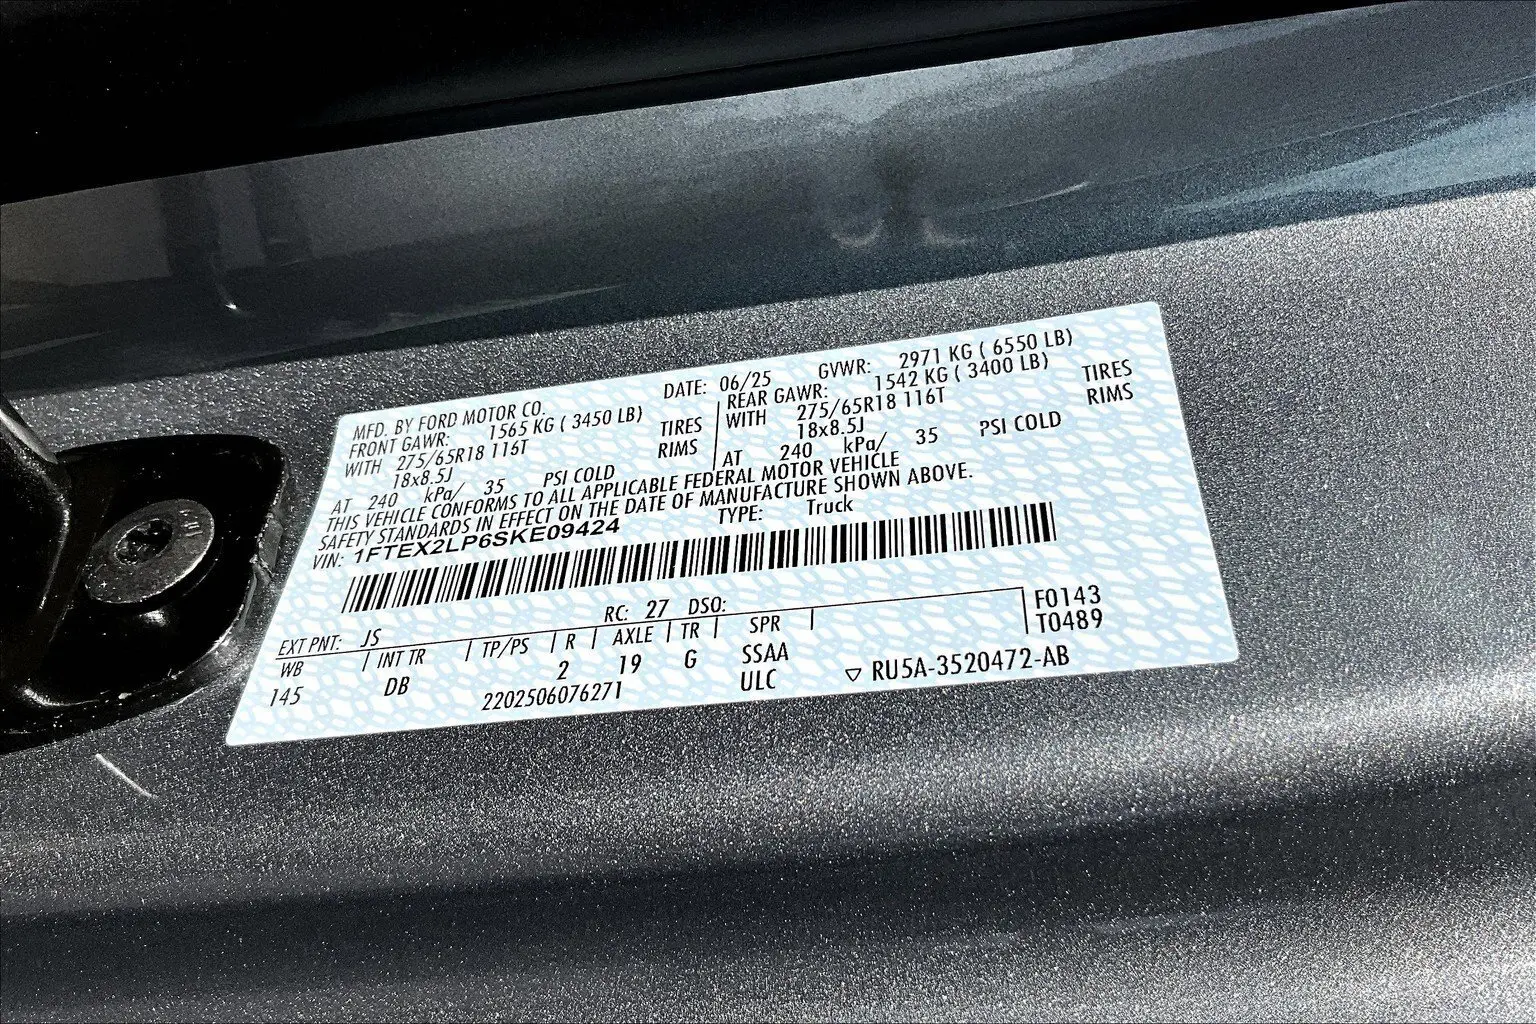 MFD. BY FORD MOTOR CO. DATE: 06/25 GVWR: 2971 KG ( 6550 LB)
FRONT GAWR: 1565 KG ( 3450 LB) REAR GAWR: 1542 KG ( 3400 LB)
WITH 275/65R18 116T TIRES WITH 275/65R18 116T TIRES
18x8.5J RIMS 18x8.5J RIMS
AT 240 kPa/ 35 PSI COLD AT 240 kPa/ 35 PSI COLD
THIS VEHICLE CONFORMS TO ALL APPLICABLE FEDERAL MOTOR VEHICLE
SAFETY STANDARDS IN EFFECT ON THE DATE OF MANUFACTURE SHOWN ABOVE.
VIN: 1FTEX2LP6SKE09424 TYPE: Truck
EXT PNT: JS RC: 27 DSO: F0143
WB INT TR TP/PS R AXLE TR SPR T0489
145 DB 2 19 G SSAA
2202506076271 ULC ▽ RU5A-3520472-AB